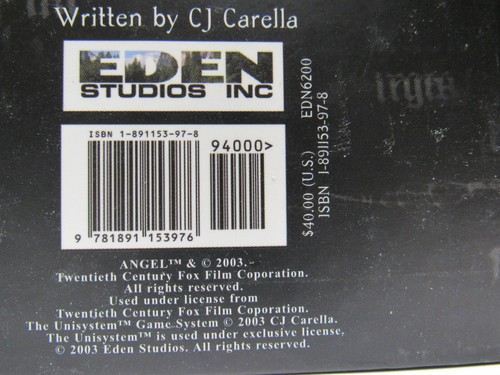 Written by CJ Carella
EDEN
STUDIOS INC
ISBN 1-891153-97-8
94000>
9 781891 153976
$40.00 (U.S.) EDN6200
ISBN 1-891153-97-8
ANGEL™ & © 2003.
Twentieth Century Fox Film Coporation.
All rights reserved.
Used under license from
Twentieth Century Fox Film Corporation.
The Unisystem™ Game System © 2003 CJ Carella.
The Unisystem™ is used under exclusive license.
© 2003 Eden Studios. All rights reserved.